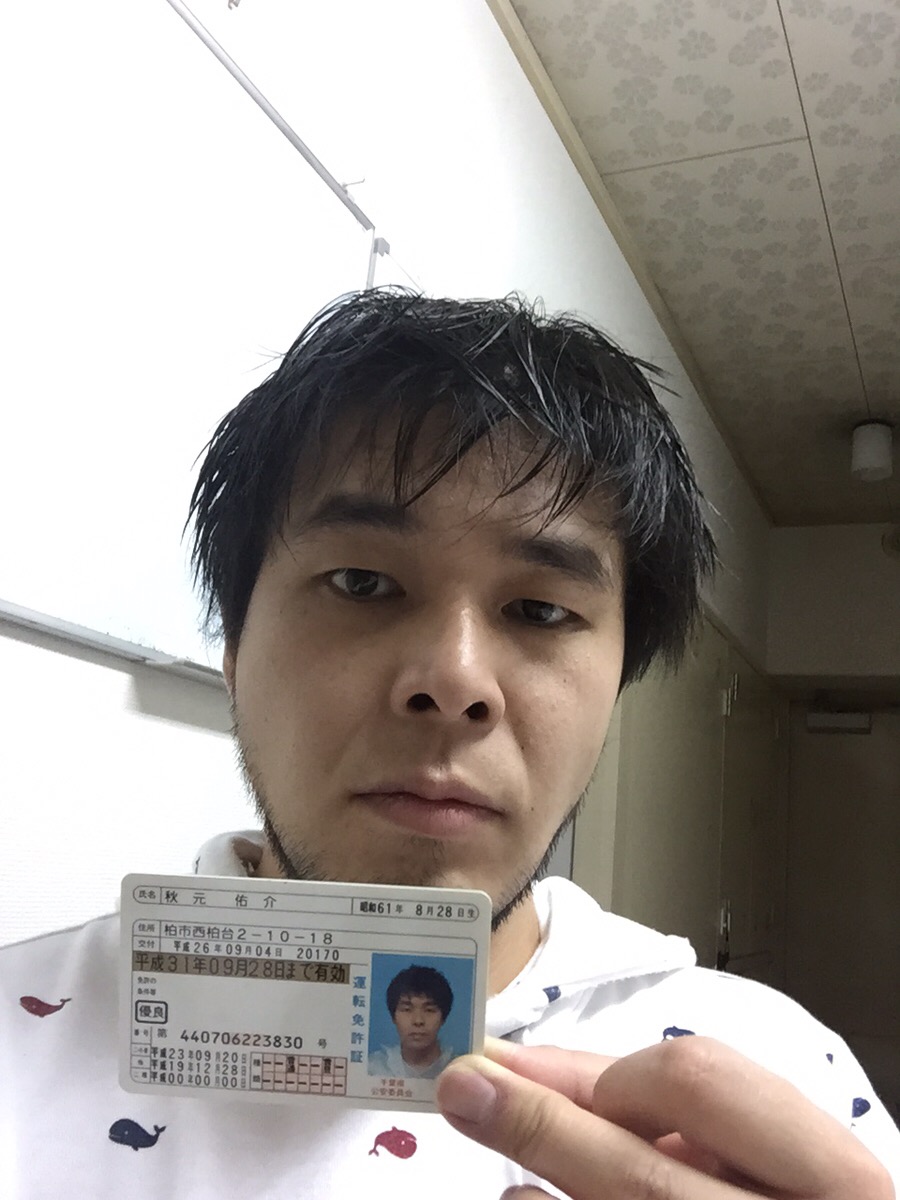 氏名 秋元 佑介 昭和61年 8月28日生
住所 柏市西柏台2-10-18
交付 平成26年09月04日 20170
平成31年09月28日まで有効
免許の
条件等
優良
番号 第 440706223830 号
平成23年09月20日
他 平成19年12月28日
二種 平成00年00月00日
種類
運転免許証
千葉県
公安委員会